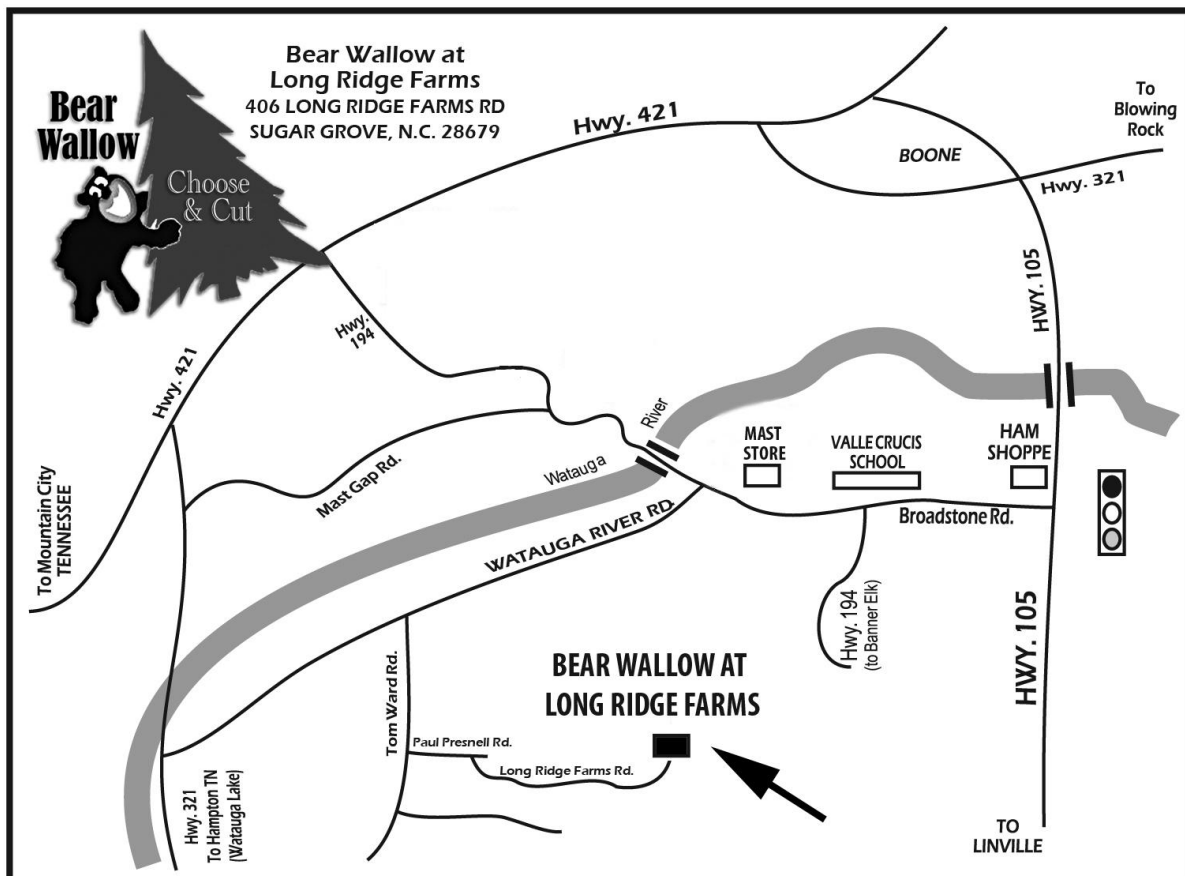 Bear Wallow at
Long Ridge Farms
406 LONG RIDGE FARMS RD
SUGAR GROVE, N.C. 28679
Bear
Wallow
Choose
& Cut
Hwy. 421
To
Blowing
Rock
BOONE
Hwy. 321
HWY. 105
Hwy.
194
Hwy. 421
River
MAST
STORE
VALLE CRUCIS
SCHOOL
HAM
SHOPPE
Mast Gap Rd.
Watauga
Broadstone Rd.
WATAUGA RIVER RD
To Mountain City
TENNESSEE
Hwy. 194
(to Banner Elk)
HWY. 105
BEAR WALLOW AT
LONG RIDGE FARMS
Tom Ward Rd.
Paul Presnell Rd.
Long Ridge Farms Rd.
Hwy. 321
To Hampton TN
(Watauga Lake)
TO
LINVILLE